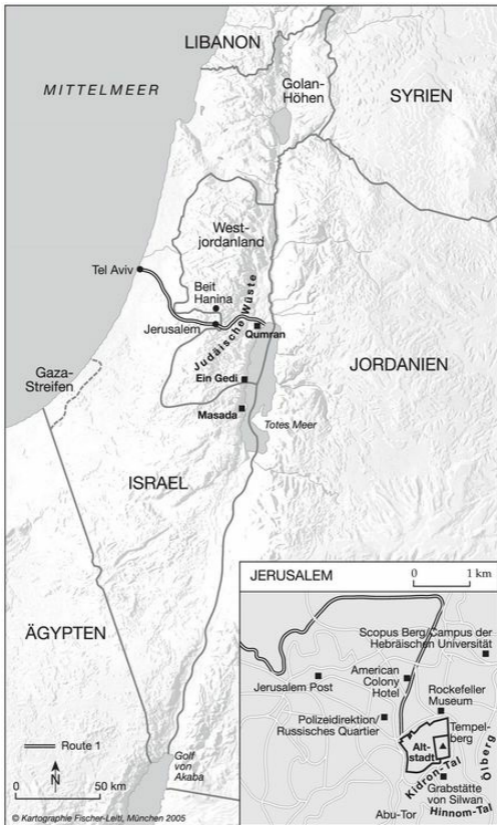 LIBANON
MITTELMEER
Golan-
Höhen
SYRIEN
West-
jordanland
Tel Aviv
Beit
Hanina
Jerusalem
Judäische Wüste
Qumran
Gaza-
Streifen
JORDANIEN
Ein Gedi
Masada
Totes Meer
ISRAEL
ÄGYPTEN
Route 1
N
0 50 km
Golf
von
Akaba
© Kartographie Fischer-Leitl, München 2005
JERUSALEM
0 1 km
Scopus Berg/Campus der
Hebräischen Universität
American
Colony
Hotel
Jerusalem Post
Rockefeller
Museum
Polizeidirektion/
Russisches Quartier
Tempel-
berg
Alt-
stadt
Ölberg
Kidron-Tal
Grabstätte
von Silwan
Hinnom-Tal
Abu-Tor